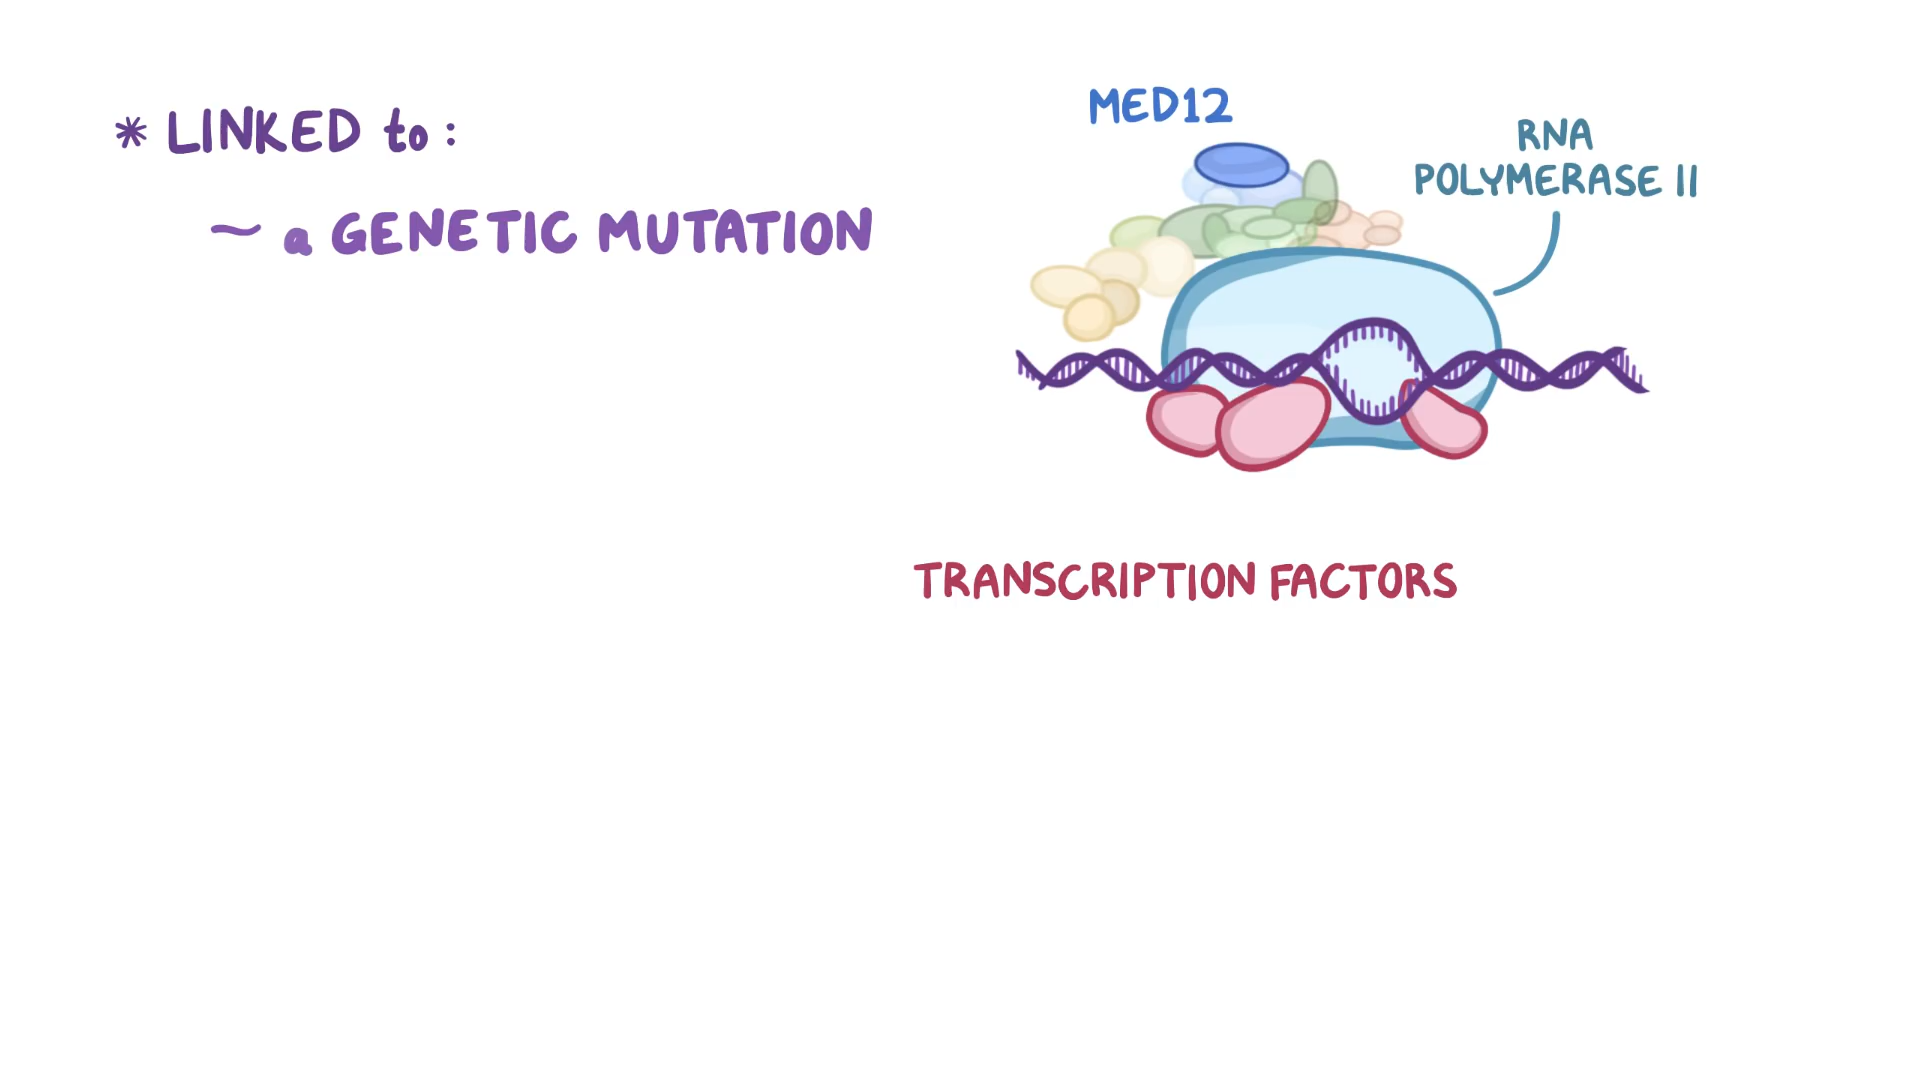 * LINKED to :
~ a GENETIC MUTATION
MED12
RNA
POLYMERASE II
TRANSCRIPTION FACTORS